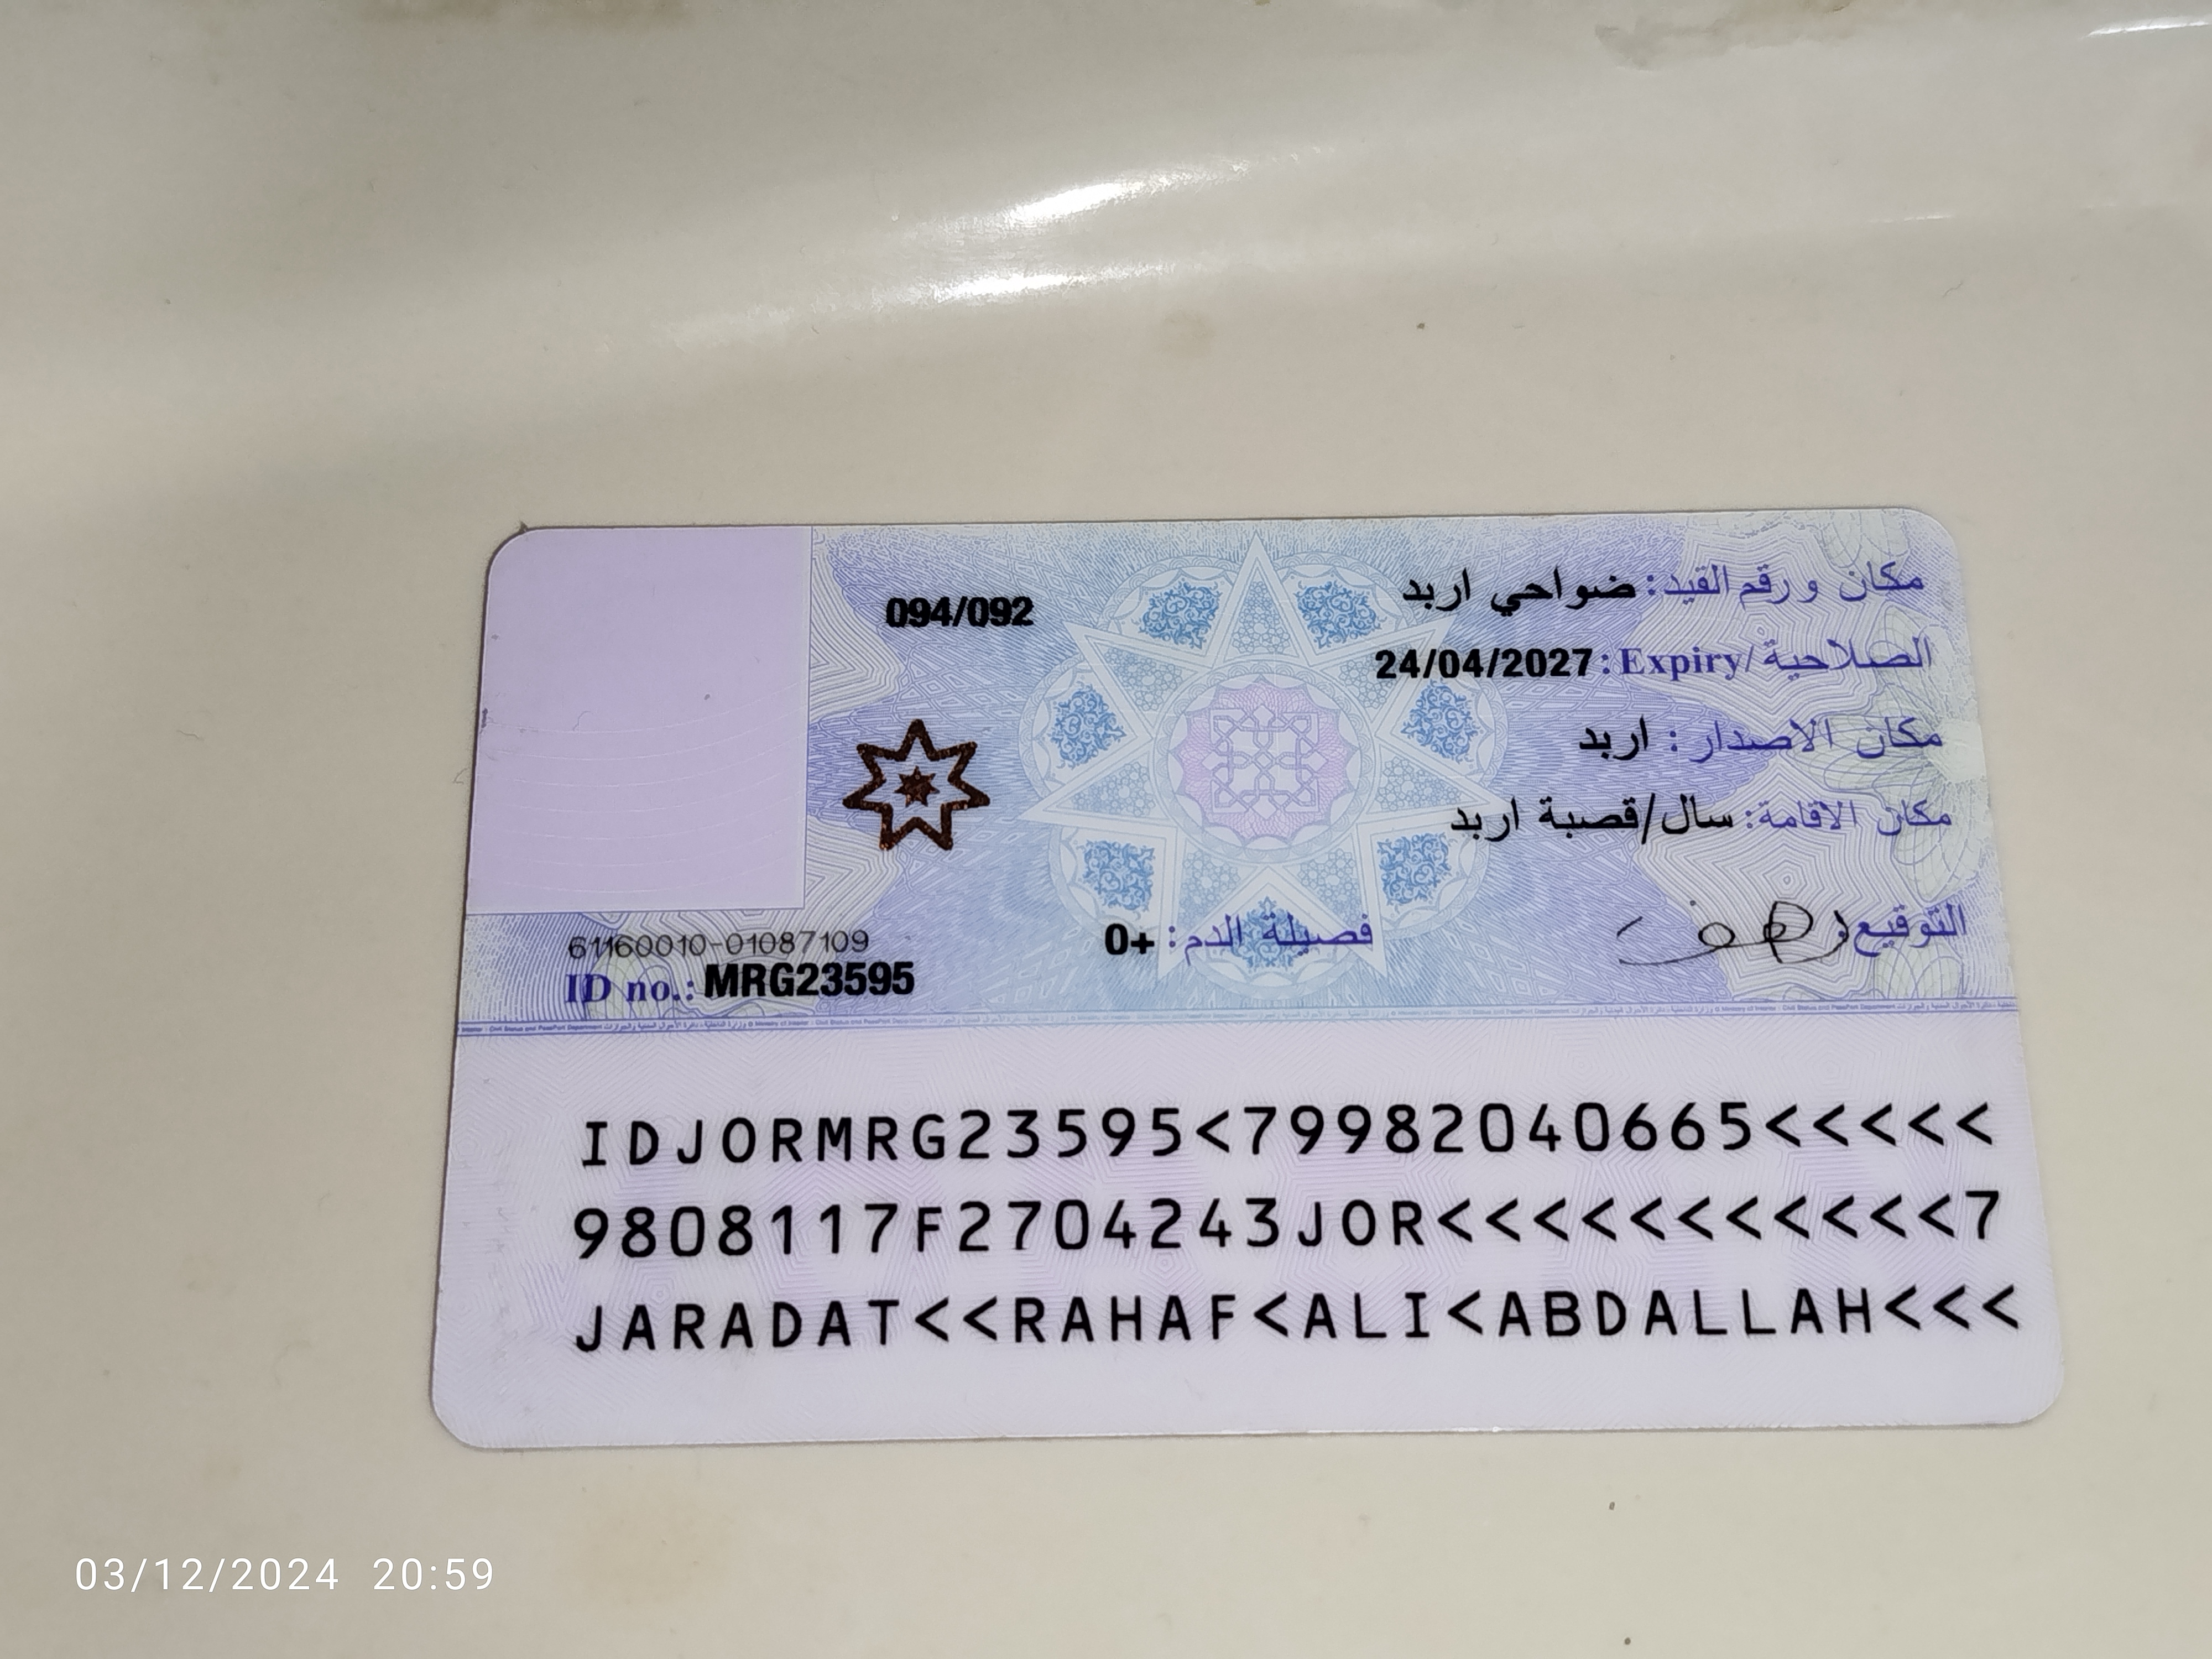 مكان ورقم القيد: ضواحي اربد 094/092
الصلاحية/Expiry: 24/04/2027
مكان الاصدار: اربد
مكان الاقامة: سال/قصبة اربد
التوقيع: رهف
فصيلة الدم: O+
61160010-01087109
ID no.: MRG23595
IDJORMRG23595<79982040665<<<<<
9808117F2704243JOR<<<<<<<<<<<7
JARADAT<<RAHAF<ALI<ABDALLAH<<<
03/12/2024 20:59